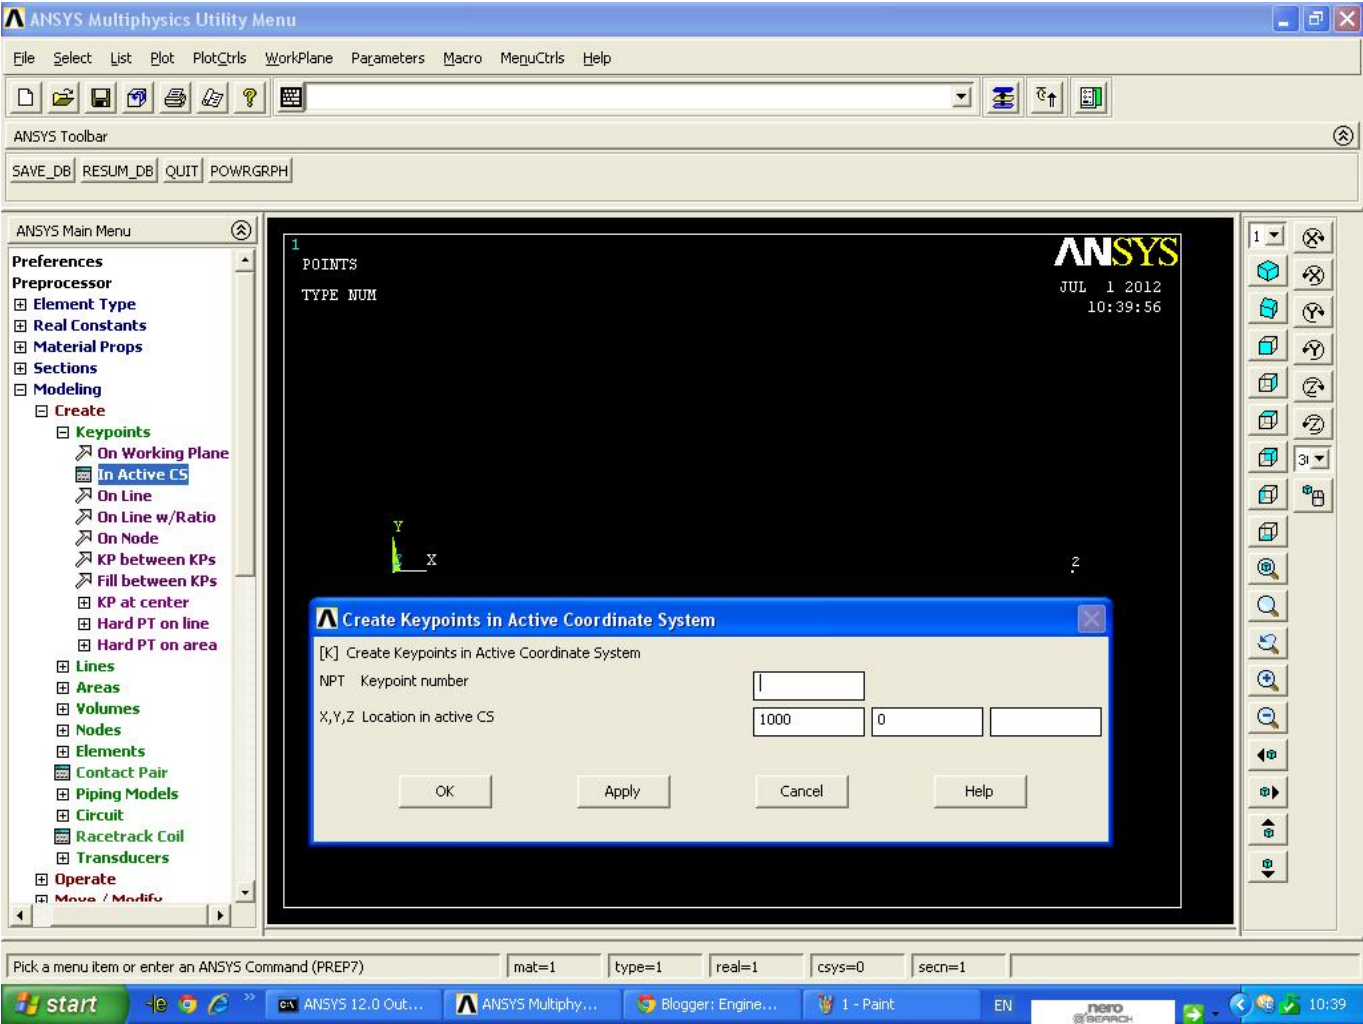 ANSYS Multiphysics Utility Menu
File Select List Plot PlotCtrls WorkPlane Parameters Macro MenuCtrls Help
ANSYS Toolbar
SAVE_DB RESUM_DB QUIT POWRGRPH
ANSYS Main Menu
Preferences
Preprocessor
Element Type
Real Constants
Material Props
Sections
Modeling
Create
Keypoints
On Working Plane
In Active CS
On Line
On Line w/Ratio
On Node
KP between KPs
Fill between KPs
KP at center
Hard PT on line
Hard PT on area
Lines
Areas
Volumes
Nodes
Elements
Contact Pair
Piping Models
Circuit
Racetrack Coil
Transducers
Operate
Move / Modify
1
POINTS
TYPE NUM
ANSYS
JUL 1 2012
10:39:56
Y
Z X
2
Create Keypoints in Active Coordinate System
[K] Create Keypoints in Active Coordinate System
NPT Keypoint number
X,Y,Z Location in active CS 1000 0
OK Apply Cancel Help
1
X
X
Y
Y
Z
Z
Pick a menu item or enter an ANSYS Command (PREP7) mat=1 type=1 real=1 csys=0 secn=1
start ANSYS 12.0 Out... ANSYS Multiphy... Blogger: Engine... 1 - Paint EN nero SEARCH 10:39